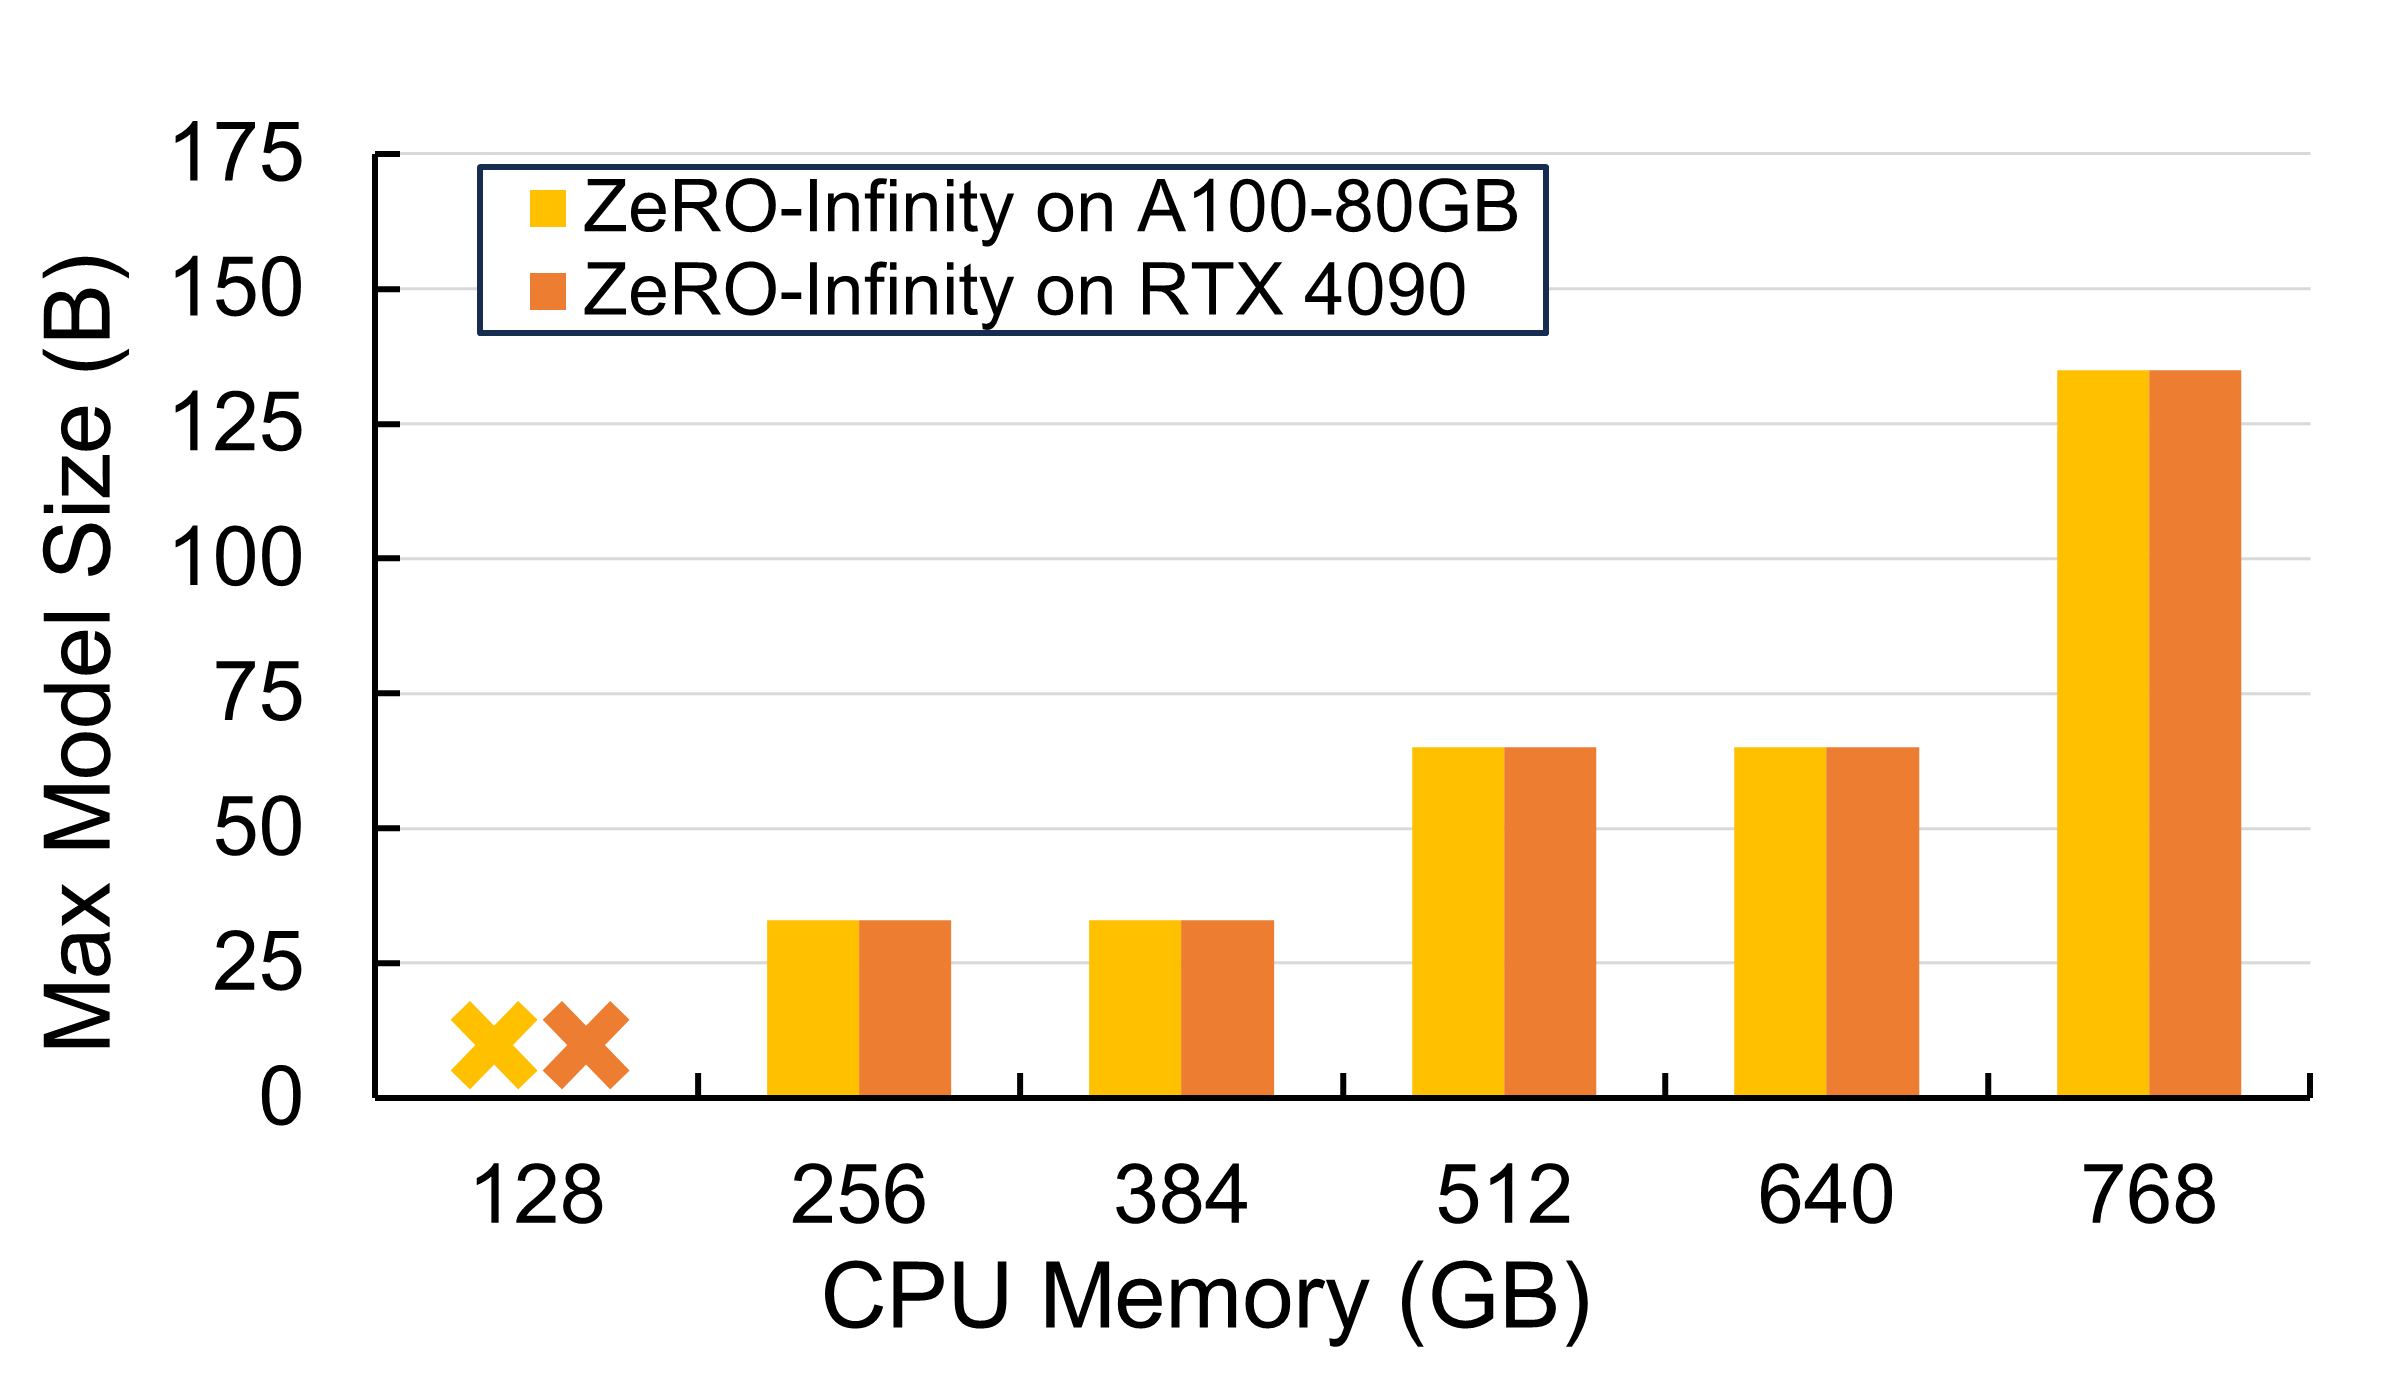 175
ZeRO-Infinity on A100-80GB
ZeRO-Infinity on RTX 4090
150
125
100
75
50
25
0
Max Model Size (B)
128 256 384 512 640 768
CPU Memory (GB)